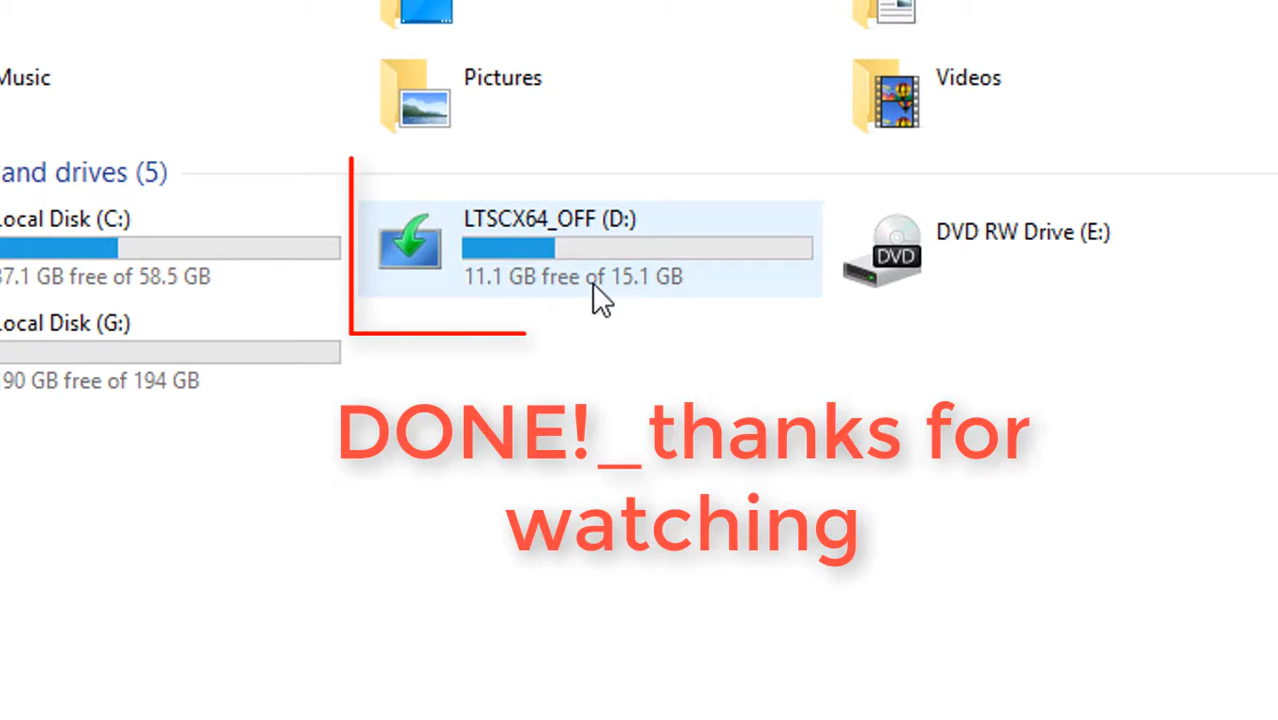 Music
Pictures
Videos
and drives (5)
Local Disk (C:)
LTSCX64_OFF (D:)
DVD RW Drive (E:)
DVD
37.1 GB free of 58.5 GB
11.1 GB free of 15.1 GB
Local Disk (G:)
190 GB free of 194 GB
DONE!_thanks for
watching